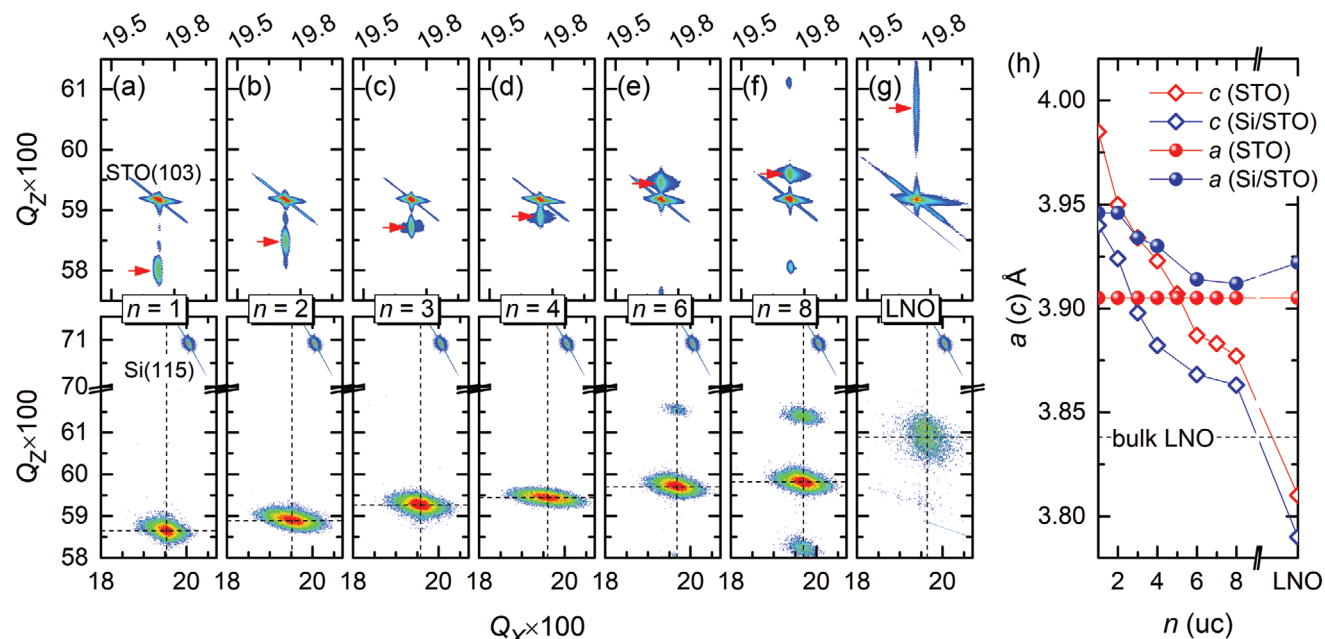 19.5 19.8 19.5 19.8 19.5 19.8 19.5 19.8 19.5 19.8 19.5 19.8 19.5 19.8
(a) (b) (c) (d) (e) (f) (g) (h)
61
60
59
58
Q_Z×100
STO(103)
n = 1 n = 2 n = 3 n = 4 n = 6 n = 8 LNO
71
70
61
60
59
58
Q_Z×100
Si(115)
18 20 18 20 18 20 18 20 18 20 18 20 18 20
Q_X×100
4.00
3.95
3.90
3.85
3.80
a (c) Å
c (STO)
c (Si/STO)
a (STO)
a (Si/STO)
bulk LNO
2 4 6 8 LNO
n (uc)